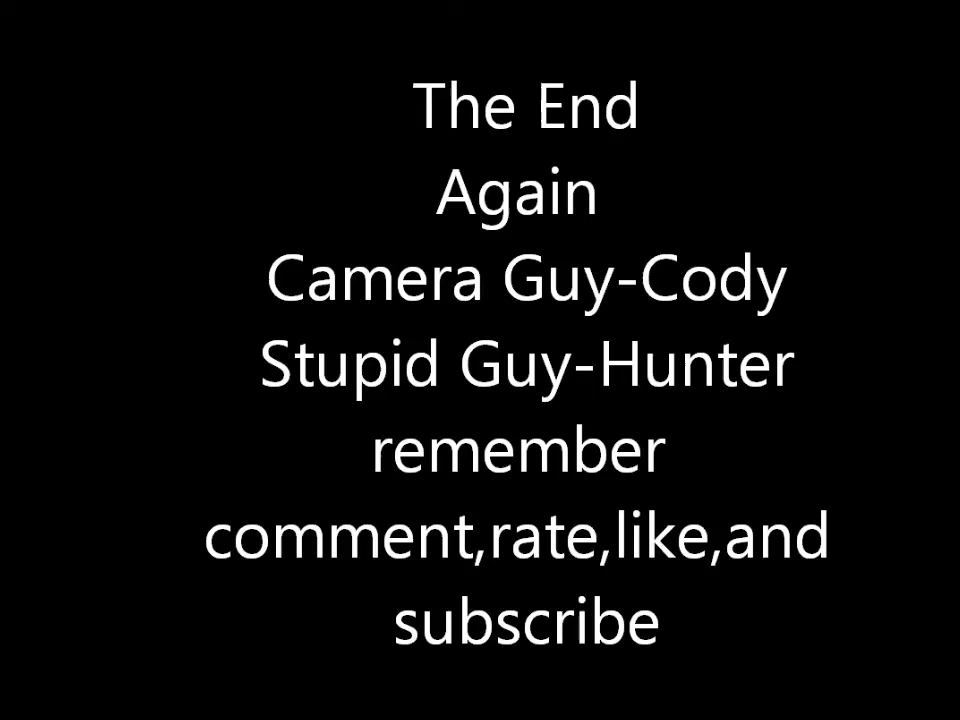 The End
Again
Camera Guy-Cody
Stupid Guy-Hunter
remember
comment,rate,like,and
subscribe